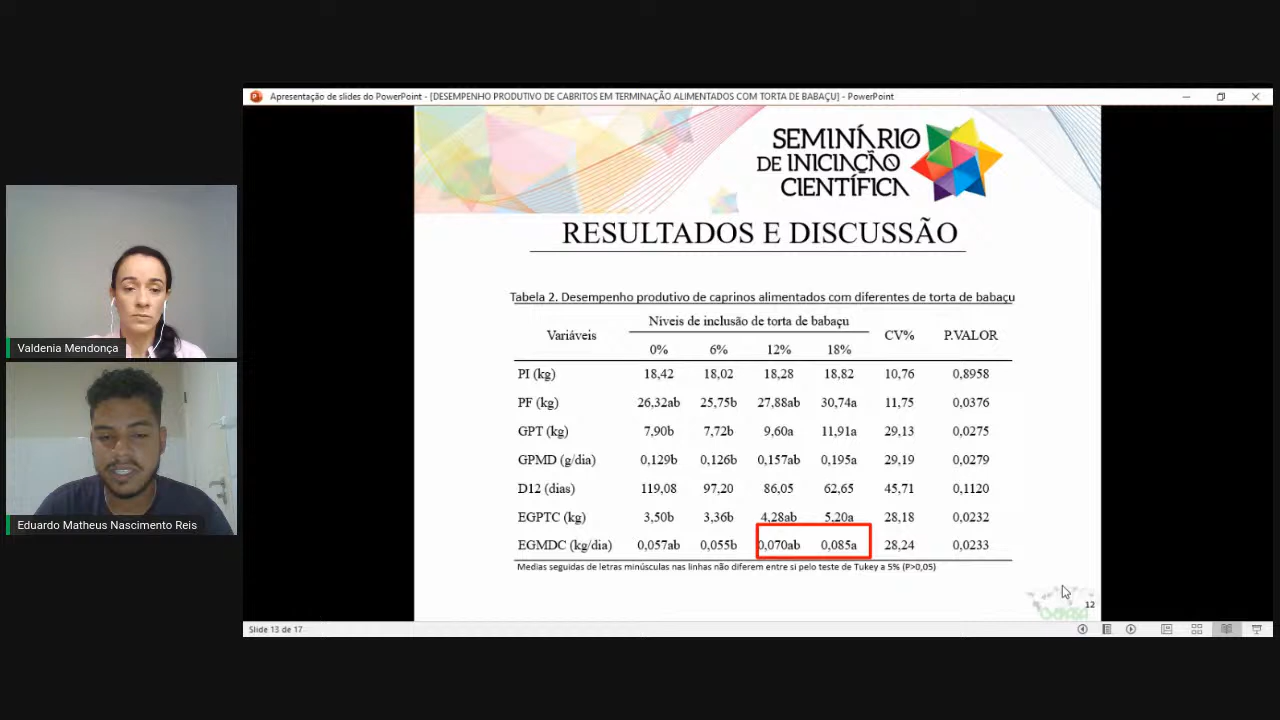 Apresentação de slides do PowerPoint - [DESEMPENHO PRODUTIVO DE CABRITOS EM TERMINAÇÃO ALIMENTADOS COM TORTA DE BABAÇU] - PowerPoint
SEMINÁRIO
DE INICIAÇÃO
CIENTÍFICA
RESULTADOS E DISCUSSÃO
Tabela 2. Desempenho produtivo de caprinos alimentados com diferentes de torta de babaçu
Variáveis Níveis de inclusão de torta de babaçu CV% P.VALOR
0% 6% 12% 18%
PI (kg) 18,42 18,02 18,28 18,82 10,76 0,8958
PF (kg) 26,32ab 25,75b 27,88ab 30,74a 11,75 0,0376
GPT (kg) 7,90b 7,72b 9,60a 11,91a 29,13 0,0275
GPMD (g/dia) 0,129b 0,126b 0,157ab 0,195a 29,19 0,0279
D12 (dias) 119,08 97,20 86,05 62,65 45,71 0,1120
EGPTC (kg) 3,50b 3,36b 4,28ab 5,20a 28,18 0,0232
EGMDC (kg/dia) 0,057ab 0,055b 0,070ab 0,085a 28,24 0,0233
Medias seguidas de letras minúsculas nas linhas não diferem entre si pelo teste de Tukey a 5% (P>0,05)
12
Slide 13 de 17
Valdenia Mendonça
Eduardo Matheus Nascimento Reis